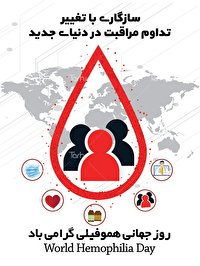 سازگاری با تغییر
تداوم مراقبت در دنیای جدید
روز جهانی هموفیلی گرامی باد
World Hemophilia Day